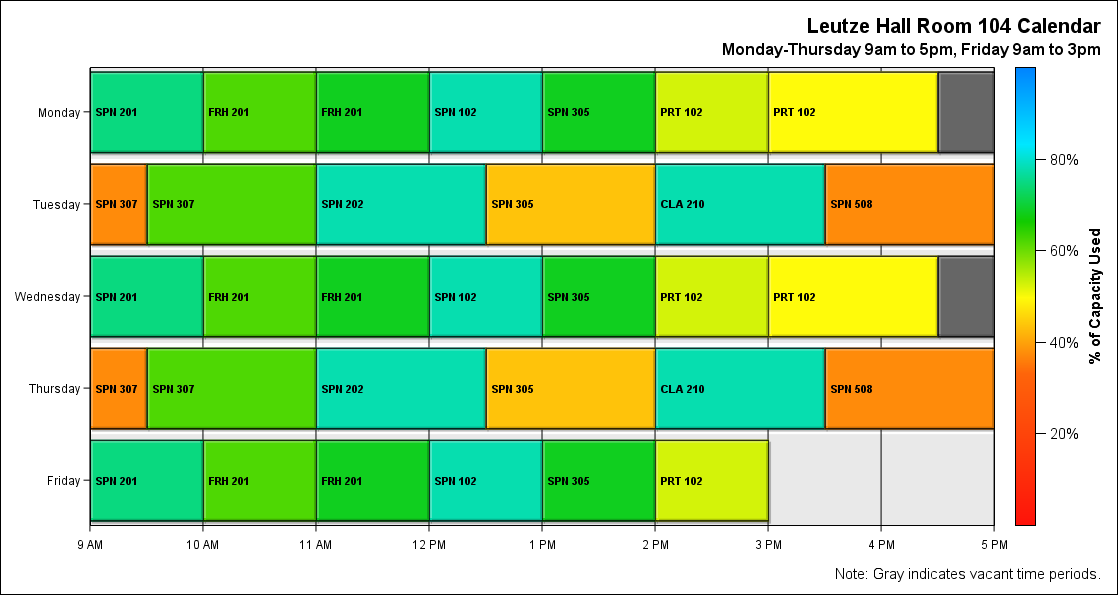 Leutze Hall Room 104 Calendar
Monday-Thursday 9am to 5pm, Friday 9am to 3pm
Monday SPN 201 FRH 201 FRH 201 SPN 102 SPN 305 PRT 102 PRT 102
Tuesday SPN 307 SPN 307 SPN 202 SPN 305 CLA 210 SPN 508
Wednesday SPN 201 FRH 201 FRH 201 SPN 102 SPN 305 PRT 102 PRT 102
Thursday SPN 307 SPN 307 SPN 202 SPN 305 CLA 210 SPN 508
Friday SPN 201 FRH 201 FRH 201 SPN 102 SPN 305 PRT 102
9 AM 10 AM 11 AM 12 PM 1 PM 2 PM 3 PM 4 PM 5 PM
80%
60%
40%
20%
% of Capacity Used
Note: Gray indicates vacant time periods.